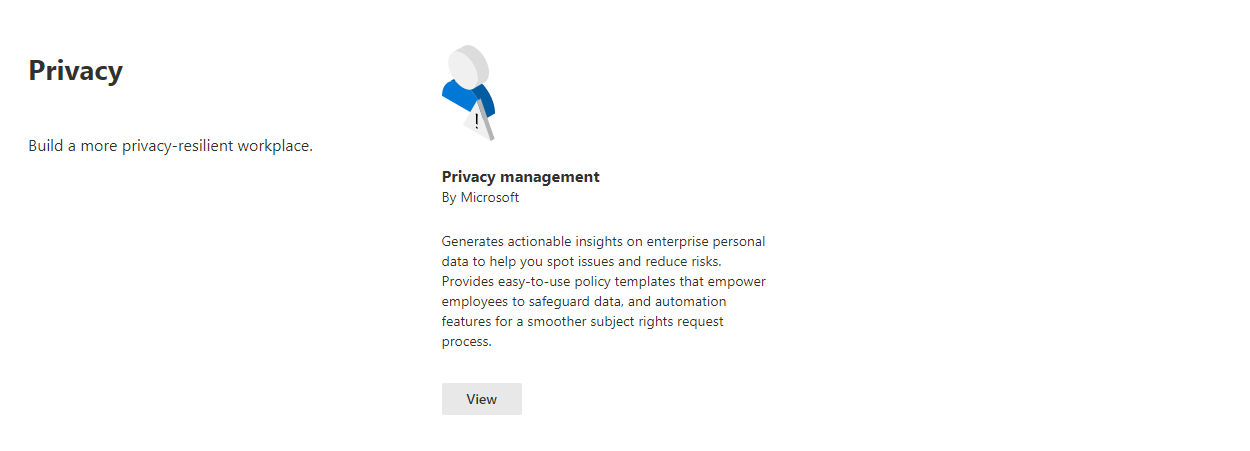 Privacy
Build a more privacy-resilient workplace.
!
Privacy management
By Microsoft
Generates actionable insights on enterprise personal
data to help you spot issues and reduce risks.
Provides easy-to-use policy templates that empower
employees to safeguard data, and automation
features for a smoother subject rights request
process.
View